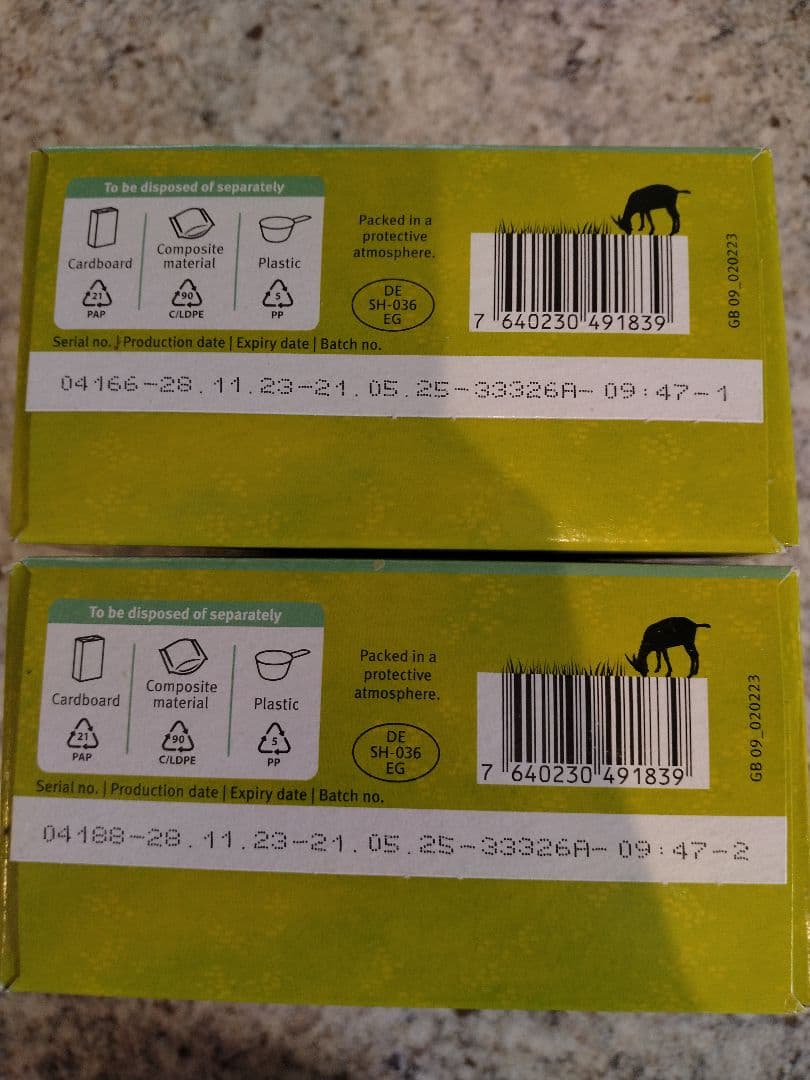 To be disposed of separately
Cardboard
Composite
material
Plastic
21
PAP
90
C/LDPE
5
PP
Packed in a
protective
atmosphere.
DE
SH-036
EG
7 640230 491839
GB 09_020223
Serial no. | Production date | Expiry date | Batch no.
04166-28.11.23-21.05.25-33326A- 09:47-1
To be disposed of separately
Cardboard
Composite
material
Plastic
21
PAP
90
C/LDPE
5
PP
Packed in a
protective
atmosphere.
DE
SH-036
EG
7 640230 491839
GB 09_020223
Serial no. | Production date | Expiry date | Batch no.
04188-28.11.23-21.05.25-33326A- 09:47-2